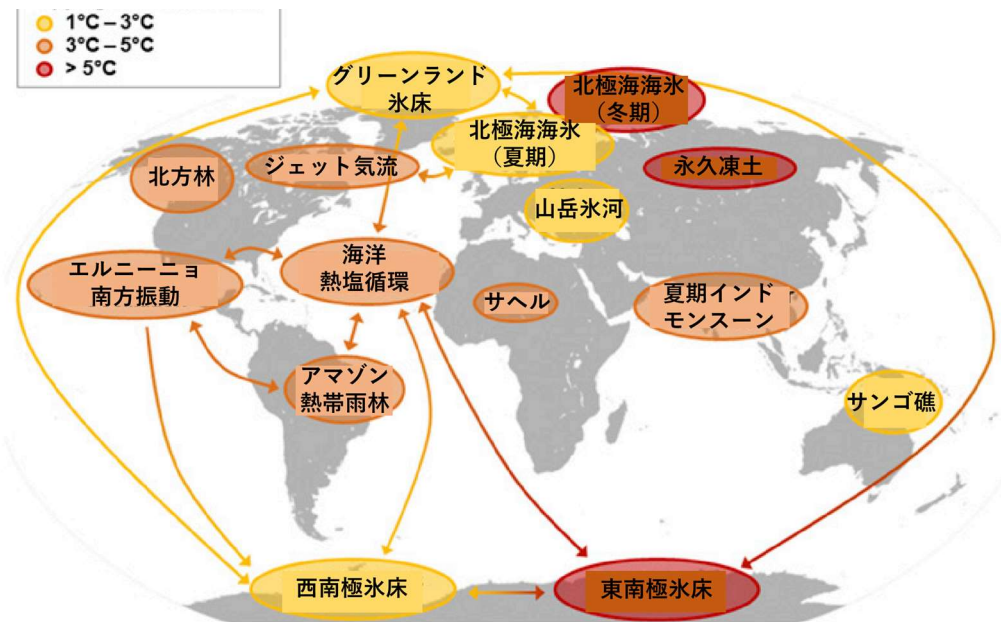 1°C – 3°C
3°C – 5°C
> 5°C
グリーンランド
氷床
北極海海氷
（冬期）
北極海海氷
（夏期）
ジェット気流
北方林
永久凍土
山岳氷河
エルニーニョ
南方振動
海洋
熱塩循環
サヘル
夏期インド
モンスーン
アマゾン
熱帯雨林
サンゴ礁
西南極氷床
東南極氷床